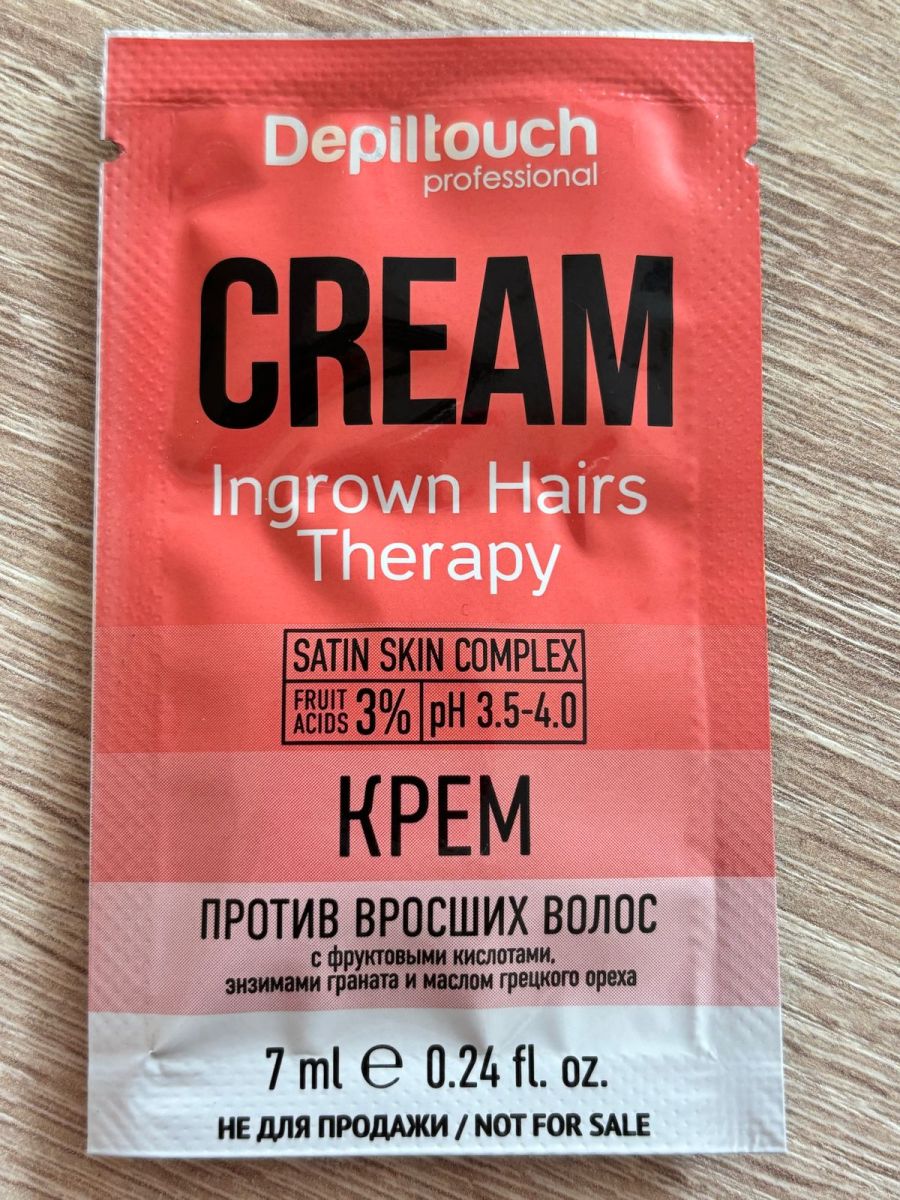 Depiltouch
professional
CREAM
Ingrown Hairs
Therapy
SATIN SKIN COMPLEX
FRUIT
ACIDS 3% pH 3.5-4.0
КРЕМ
ПРОТИВ ВРОСШИХ ВОЛОС
с фруктовыми кислотами,
энзимами граната и маслом грецкого ореха
7 ml ℮ 0.24 fl. oz.
НЕ ДЛЯ ПРОДАЖИ / NOT FOR SALE